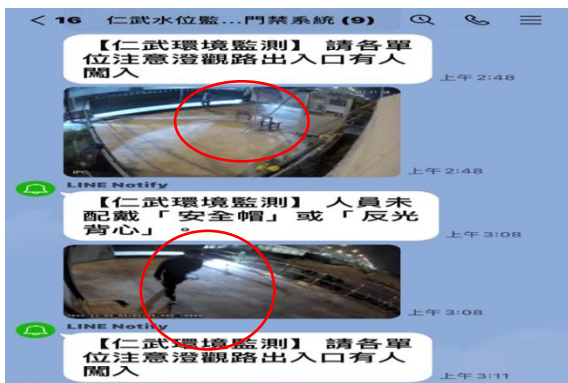 < 16 仁武水位監...門禁系統 (9)
【仁武環境監測】 請各單
位注意澄觀路出入口有人
闖入
上午 2:48
IPC
上午 2:48
LINE Notify
【仁武環境監測】 人員未
配戴「安全帽」或「反光
背心」 。
上午 3:08
上午 3:08
LINE Notify
【仁武環境監測】 請各單
位注意澄觀路出入口有人
闖入
上午 3:11